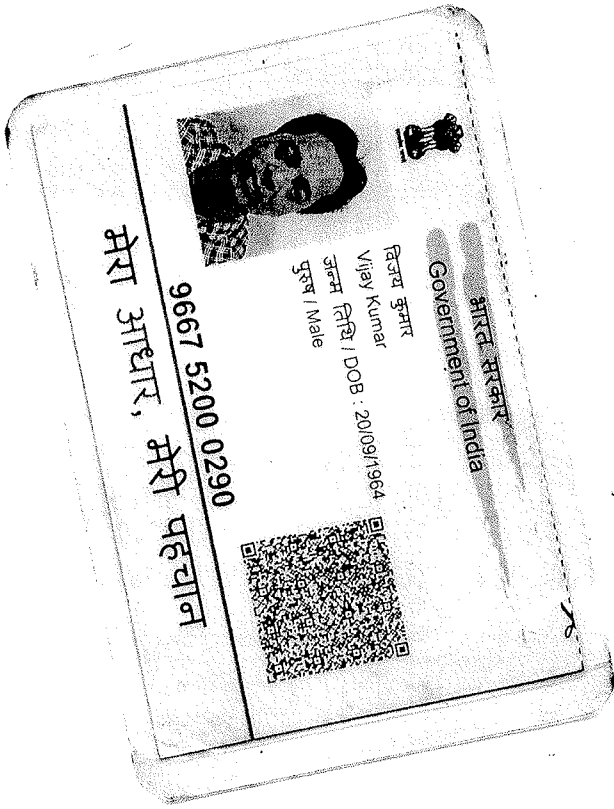 भारत सरकार
Government of India
विजय कुमार
Vijay Kumar
जन्म तिथि / DOB : 20/09/1964
पुरुष / Male
9667 5200 0290
मेरा आधार, मेरी पहचान